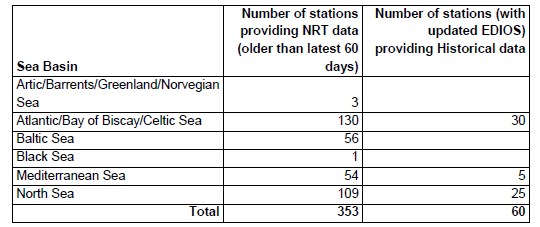 Sea Basin Number of stations providing NRT data (older than latest 60 days) Number of stations (with updated EDIOS) providing Historical data
Artic/Barrents/Greenland/Norvegian Sea 3
Atlantic/Bay of Biscay/Celtic Sea 130 30
Baltic Sea 56
Black Sea 1
Mediterranean Sea 54 5
North Sea 109 25
Total 353 60